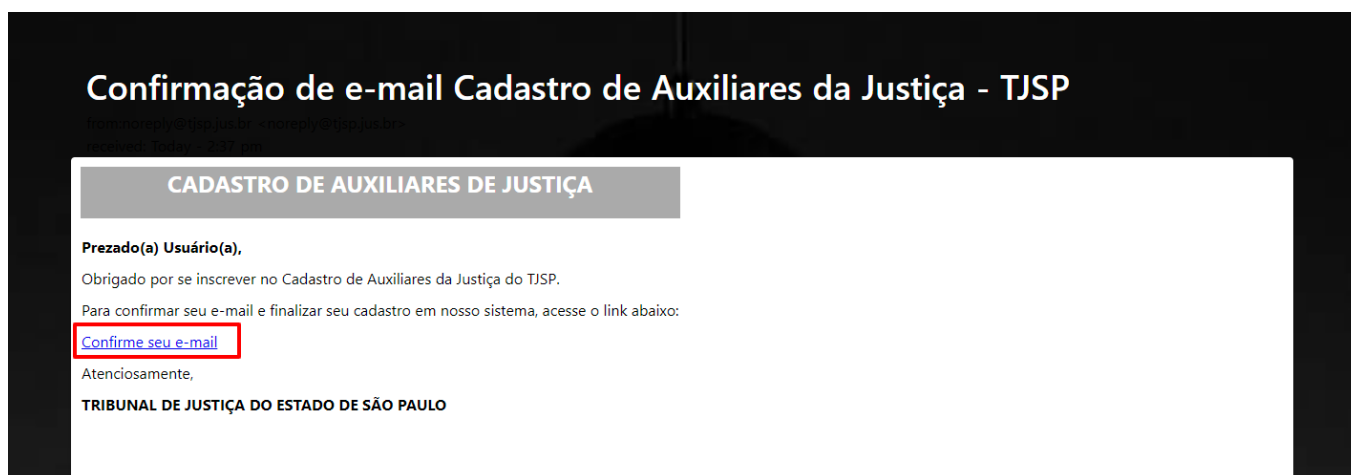 Confirmação de e-mail Cadastro de Auxiliares da Justiça - TJSP
from:noreply@tjsp.jus.br <noreply@tjsp.jus.br>
received: Today - 2:37 pm
CADASTRO DE AUXILIARES DE JUSTIÇA
Prezado(a) Usuário(a),
Obrigado por se inscrever no Cadastro de Auxiliares da Justiça do TJSP.
Para confirmar seu e-mail e finalizar seu cadastro em nosso sistema, acesse o link abaixo:
Confirme seu e-mail
Atenciosamente,
TRIBUNAL DE JUSTIÇA DO ESTADO DE SÃO PAULO